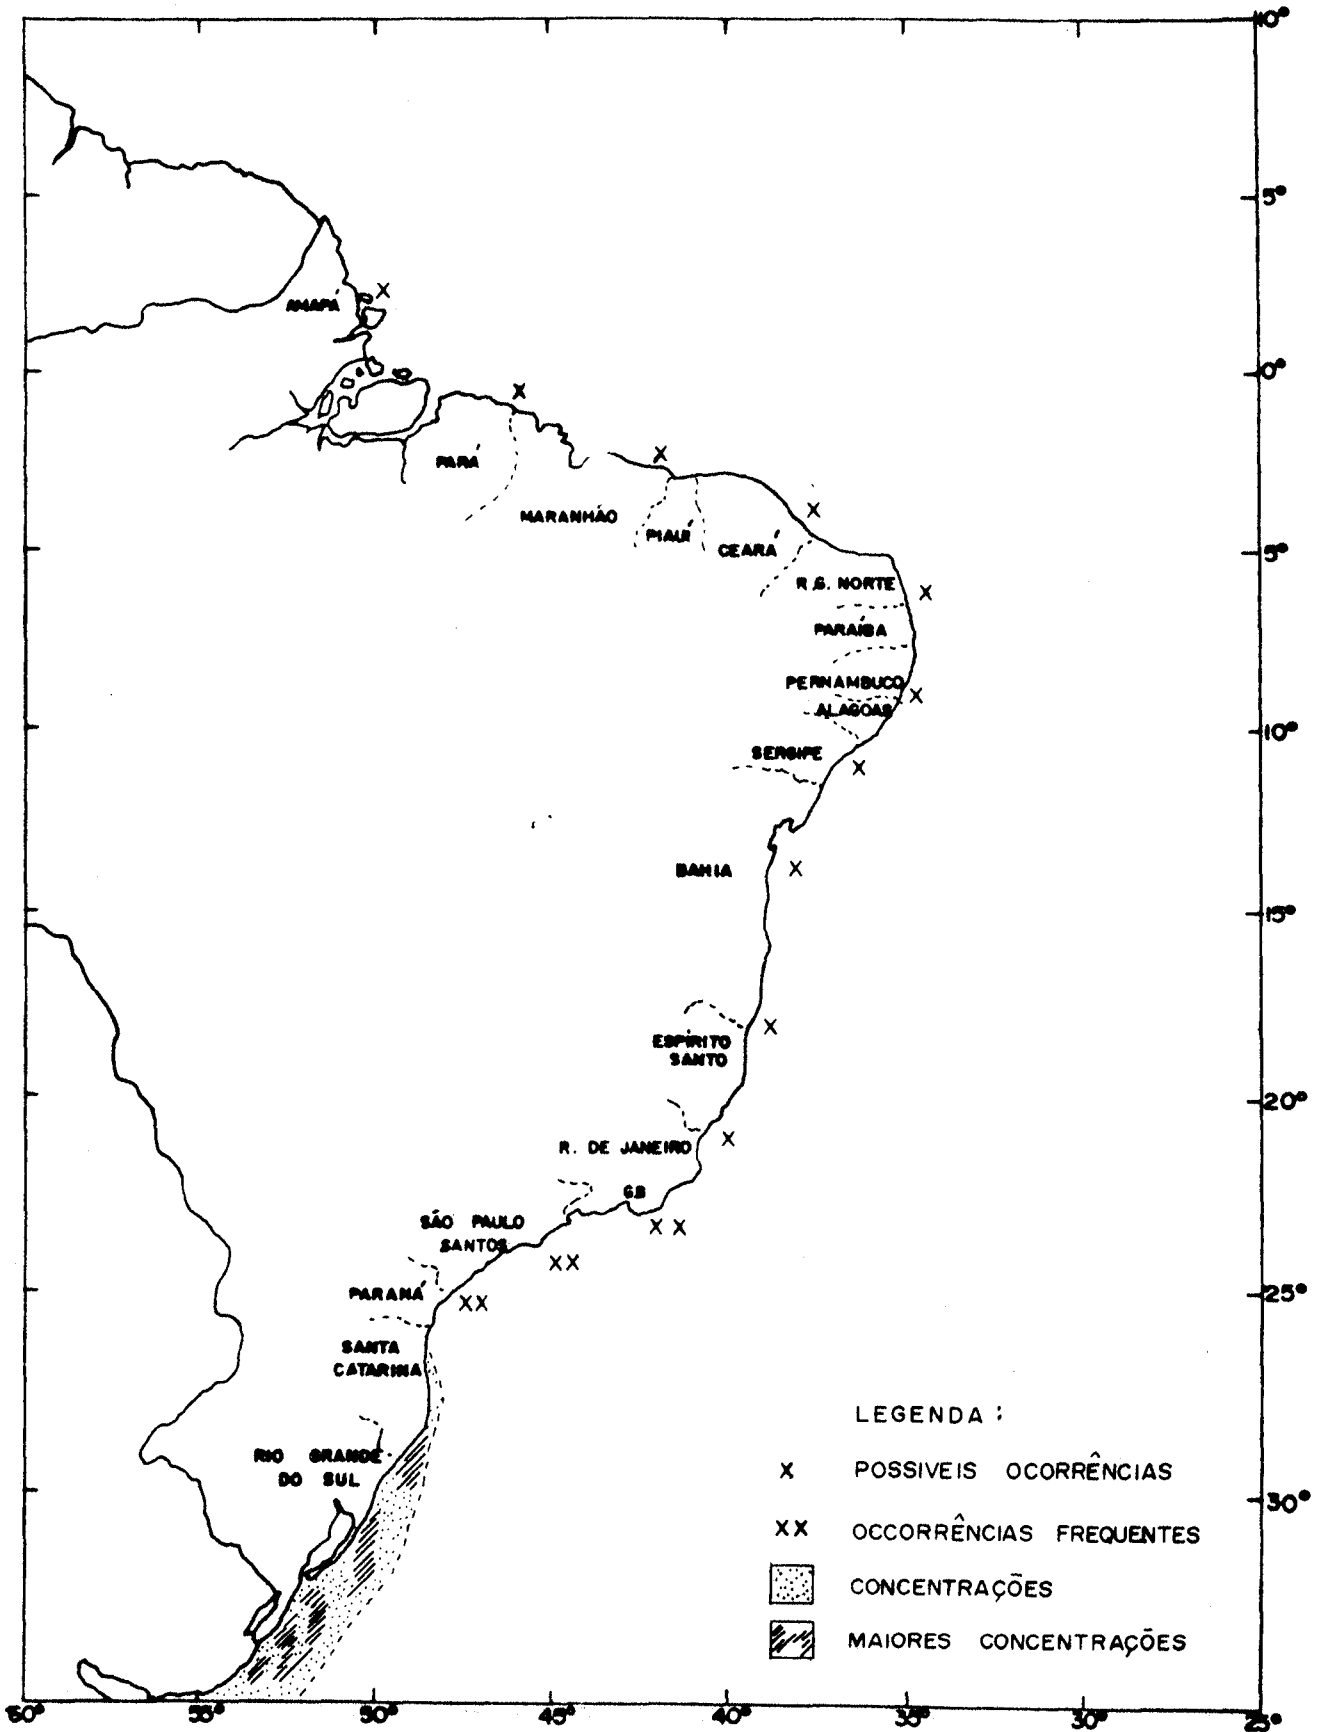 10°
5°
AMAPÁ
0°
PARÁ
MARANHÃO
PIAUÍ
CEARÁ
5°
R.G. NORTE
PARAÍBA
PERNAMBUCO
ALAGOAS
10°
SERGIPE
BAHIA
15°
ESPÍRITO
SANTO
20°
R. DE JANEIRO
GB
SÃO PAULO
SANTOS
PARANÁ
25°
SANTA
CATARINA
RIO GRANDE
DO SUL
30°
LEGENDA :
X POSSIVEIS OCORRÊNCIAS
XX OCCORRÊNCIAS FREQUENTES
CONCENTRAÇÕES
MAIORES CONCENTRAÇÕES
60° 55° 50° 45° 40° 35° 30° 25°